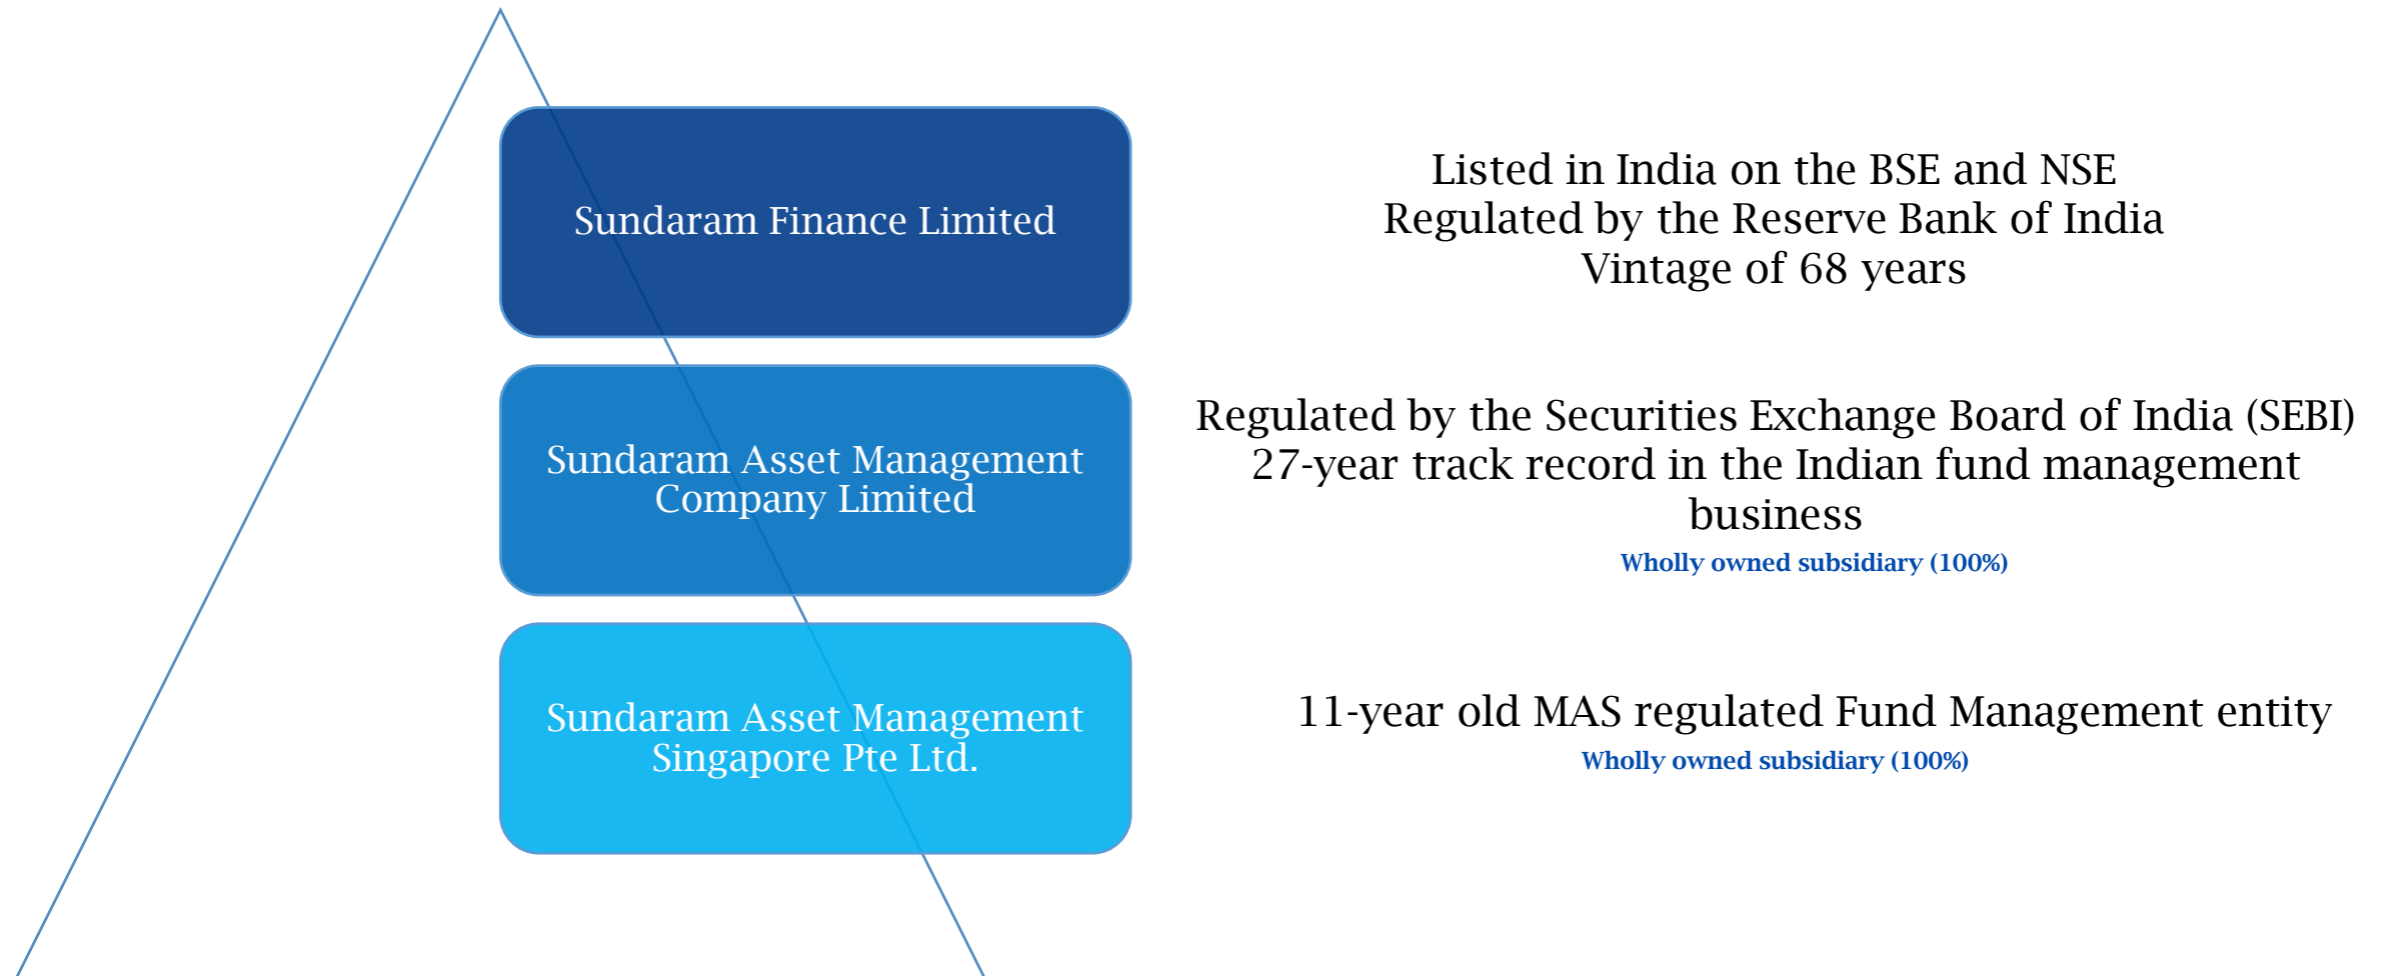 Sundaram Finance Limited
Listed in India on the BSE and NSE
Regulated by the Reserve Bank of India
Vintage of 68 years
Sundaram Asset Management
Company Limited
Regulated by the Securities Exchange Board of India (SEBI)
27-year track record in the Indian fund management
business
Wholly owned subsidiary (100%)
Sundaram Asset Management
Singapore Pte Ltd.
11-year old MAS regulated Fund Management entity
Wholly owned subsidiary (100%)